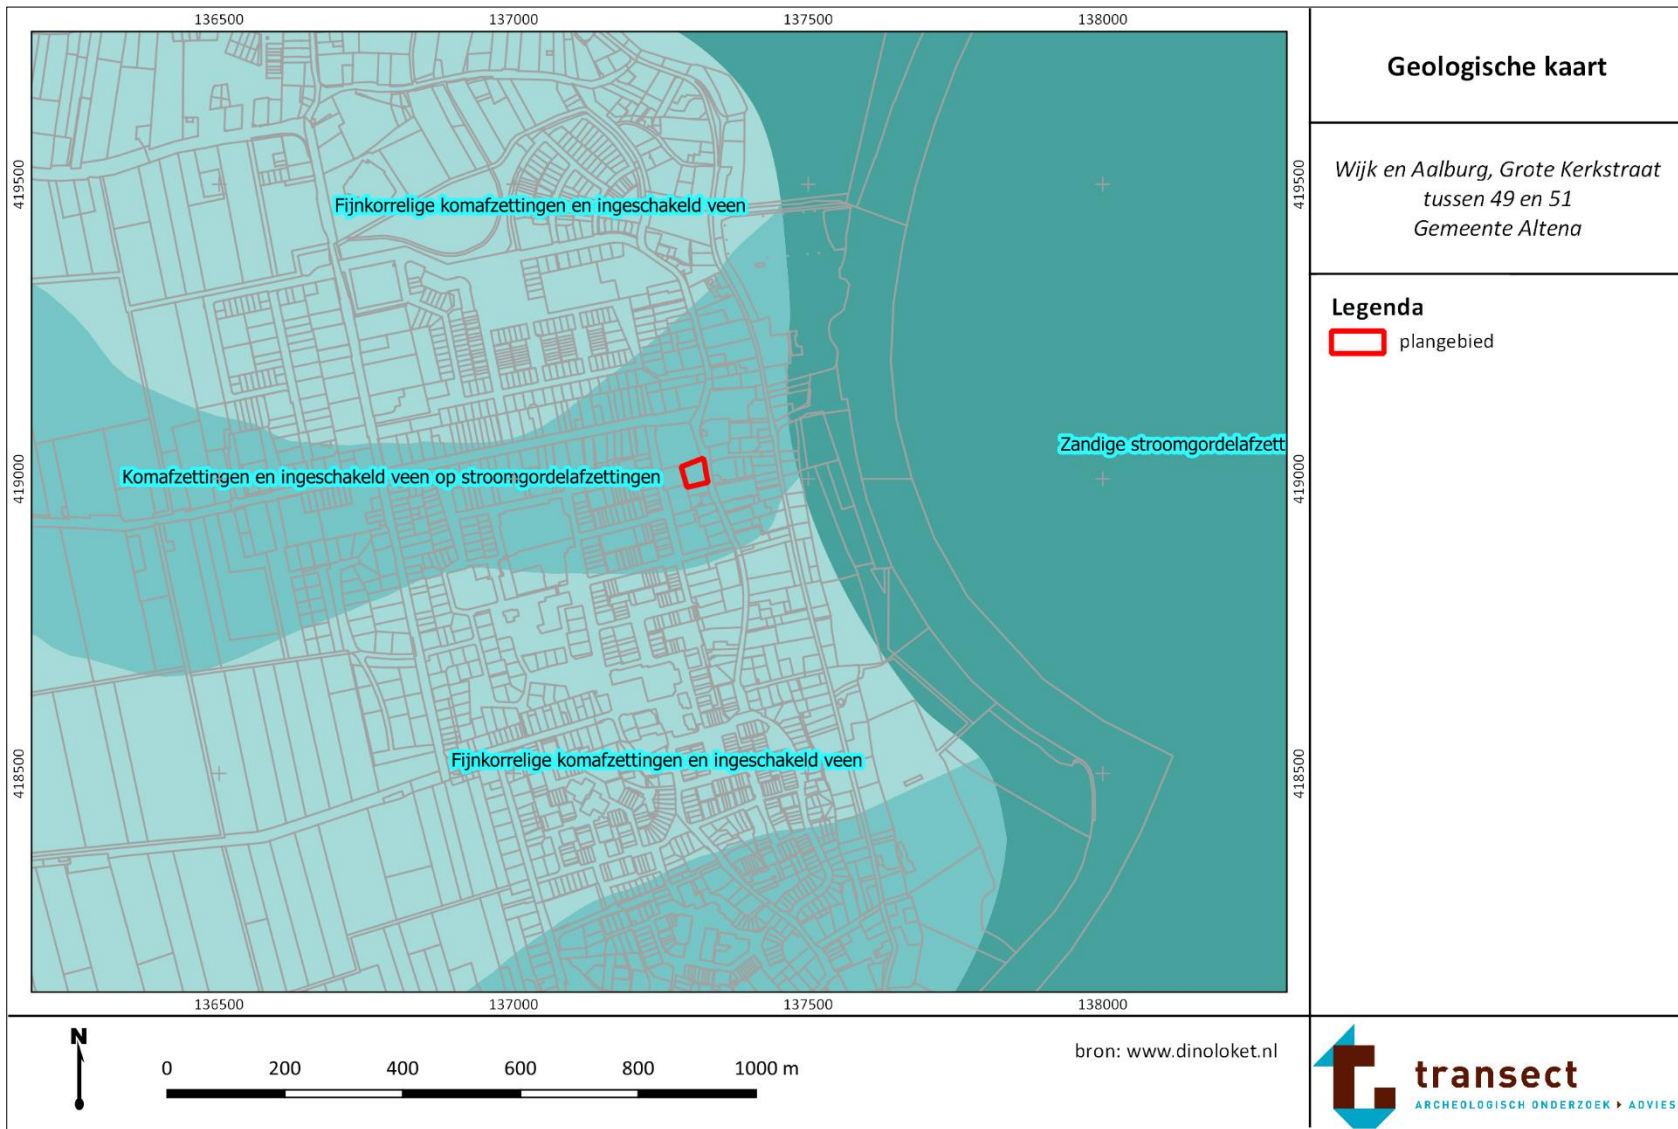 136500
137000
137500
138000
Geologische kaart
Wijk en Aalburg, Grote Kerkstraat
tussen 49 en 51
Gemeente Altena
Legenda
plangebied
419500
419500
Fijnkorrelige komafzettingen en ingeschakeld veen
Zandige stroomgordelafzett
419000
419000
Komafzettingen en ingeschakeld veen op stroomgordelafzettingen
Fijnkorrelige komafzettingen en ingeschakeld veen
418500
418500
136500
137000
137500
138000
N
0
200
400
600
800
1000 m
bron: www.dinoloket.nl
transect
ARCHEOLOGISCH ONDERZOEK ADVIES